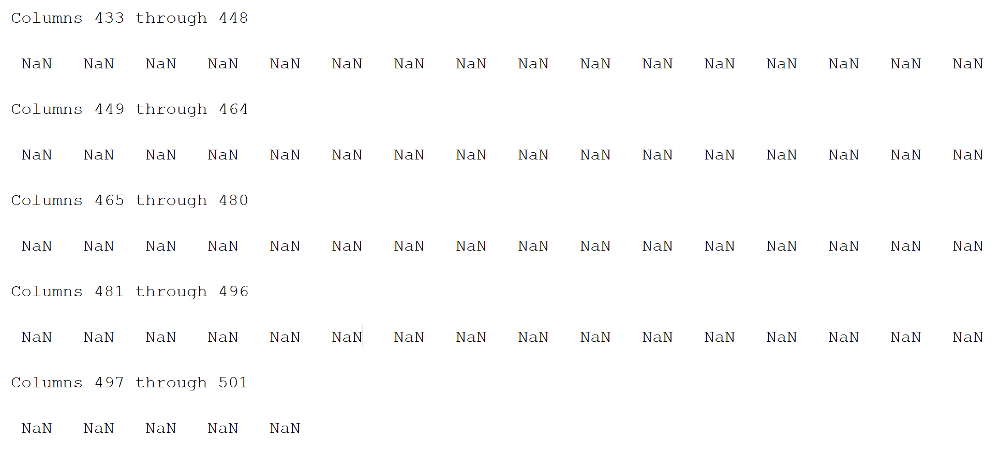 Columns 433 through 448
NaN NaN NaN NaN NaN NaN NaN NaN NaN NaN NaN NaN NaN NaN NaN NaN
Columns 449 through 464
NaN NaN NaN NaN NaN NaN NaN NaN NaN NaN NaN NaN NaN NaN NaN NaN
Columns 465 through 480
NaN NaN NaN NaN NaN NaN NaN NaN NaN NaN NaN NaN NaN NaN NaN NaN
Columns 481 through 496
NaN NaN NaN NaN NaN NaN NaN NaN NaN NaN NaN NaN NaN NaN NaN NaN
Columns 497 through 501
NaN NaN NaN NaN NaN